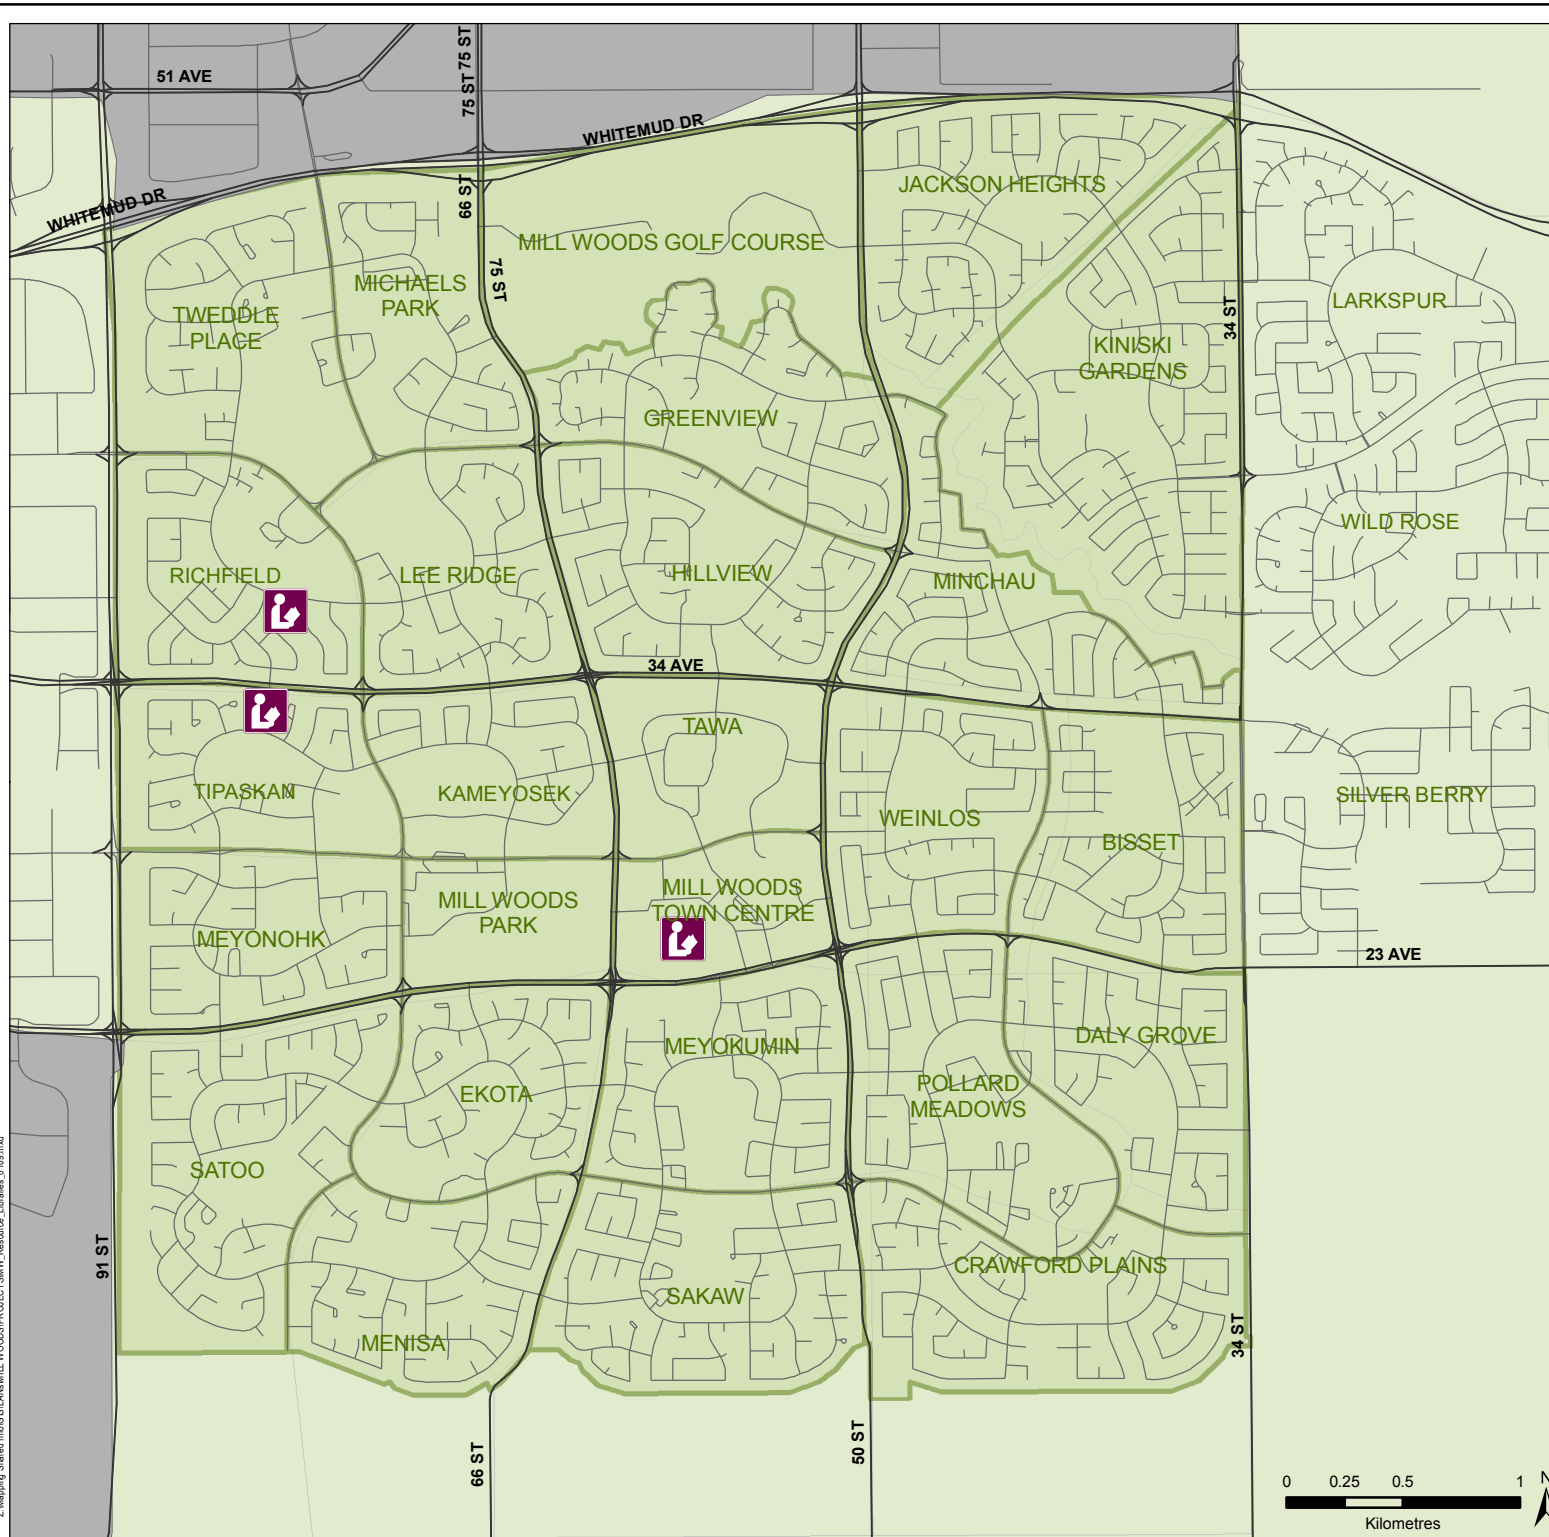 51 AVE
75 ST
75 ST
WHITEMUD DR
WHITEMUD DR
66 ST
75 ST
JACKSON HEIGHTS
MILL WOODS GOLF COURSE
MICHAELS
PARK
TWEDDLE
PLACE
34 ST
LARKSPUR
KINISKI
GARDENS
GREENVIEW
WILD ROSE
RICHFIELD
LEE RIDGE
HILLVIEW
MINCHAU
34 AVE
TAWA
TIPASKAN
KAMEYOSEK
WEINLOS
SILVER BERRY
BISSET
MILL WOODS
PARK
MILL WOODS
TOWN CENTRE
MEYONOHK
23 AVE
MEYOKUMIN
DALY GROVE
EKOTA
POLLARD
MEADOWS
SATOO
91 ST
CRAWFORD PLAINS
SAKAW
MENISA
34 ST
66 ST
50 ST
0 0.25 0.5 1
Kilometres
N